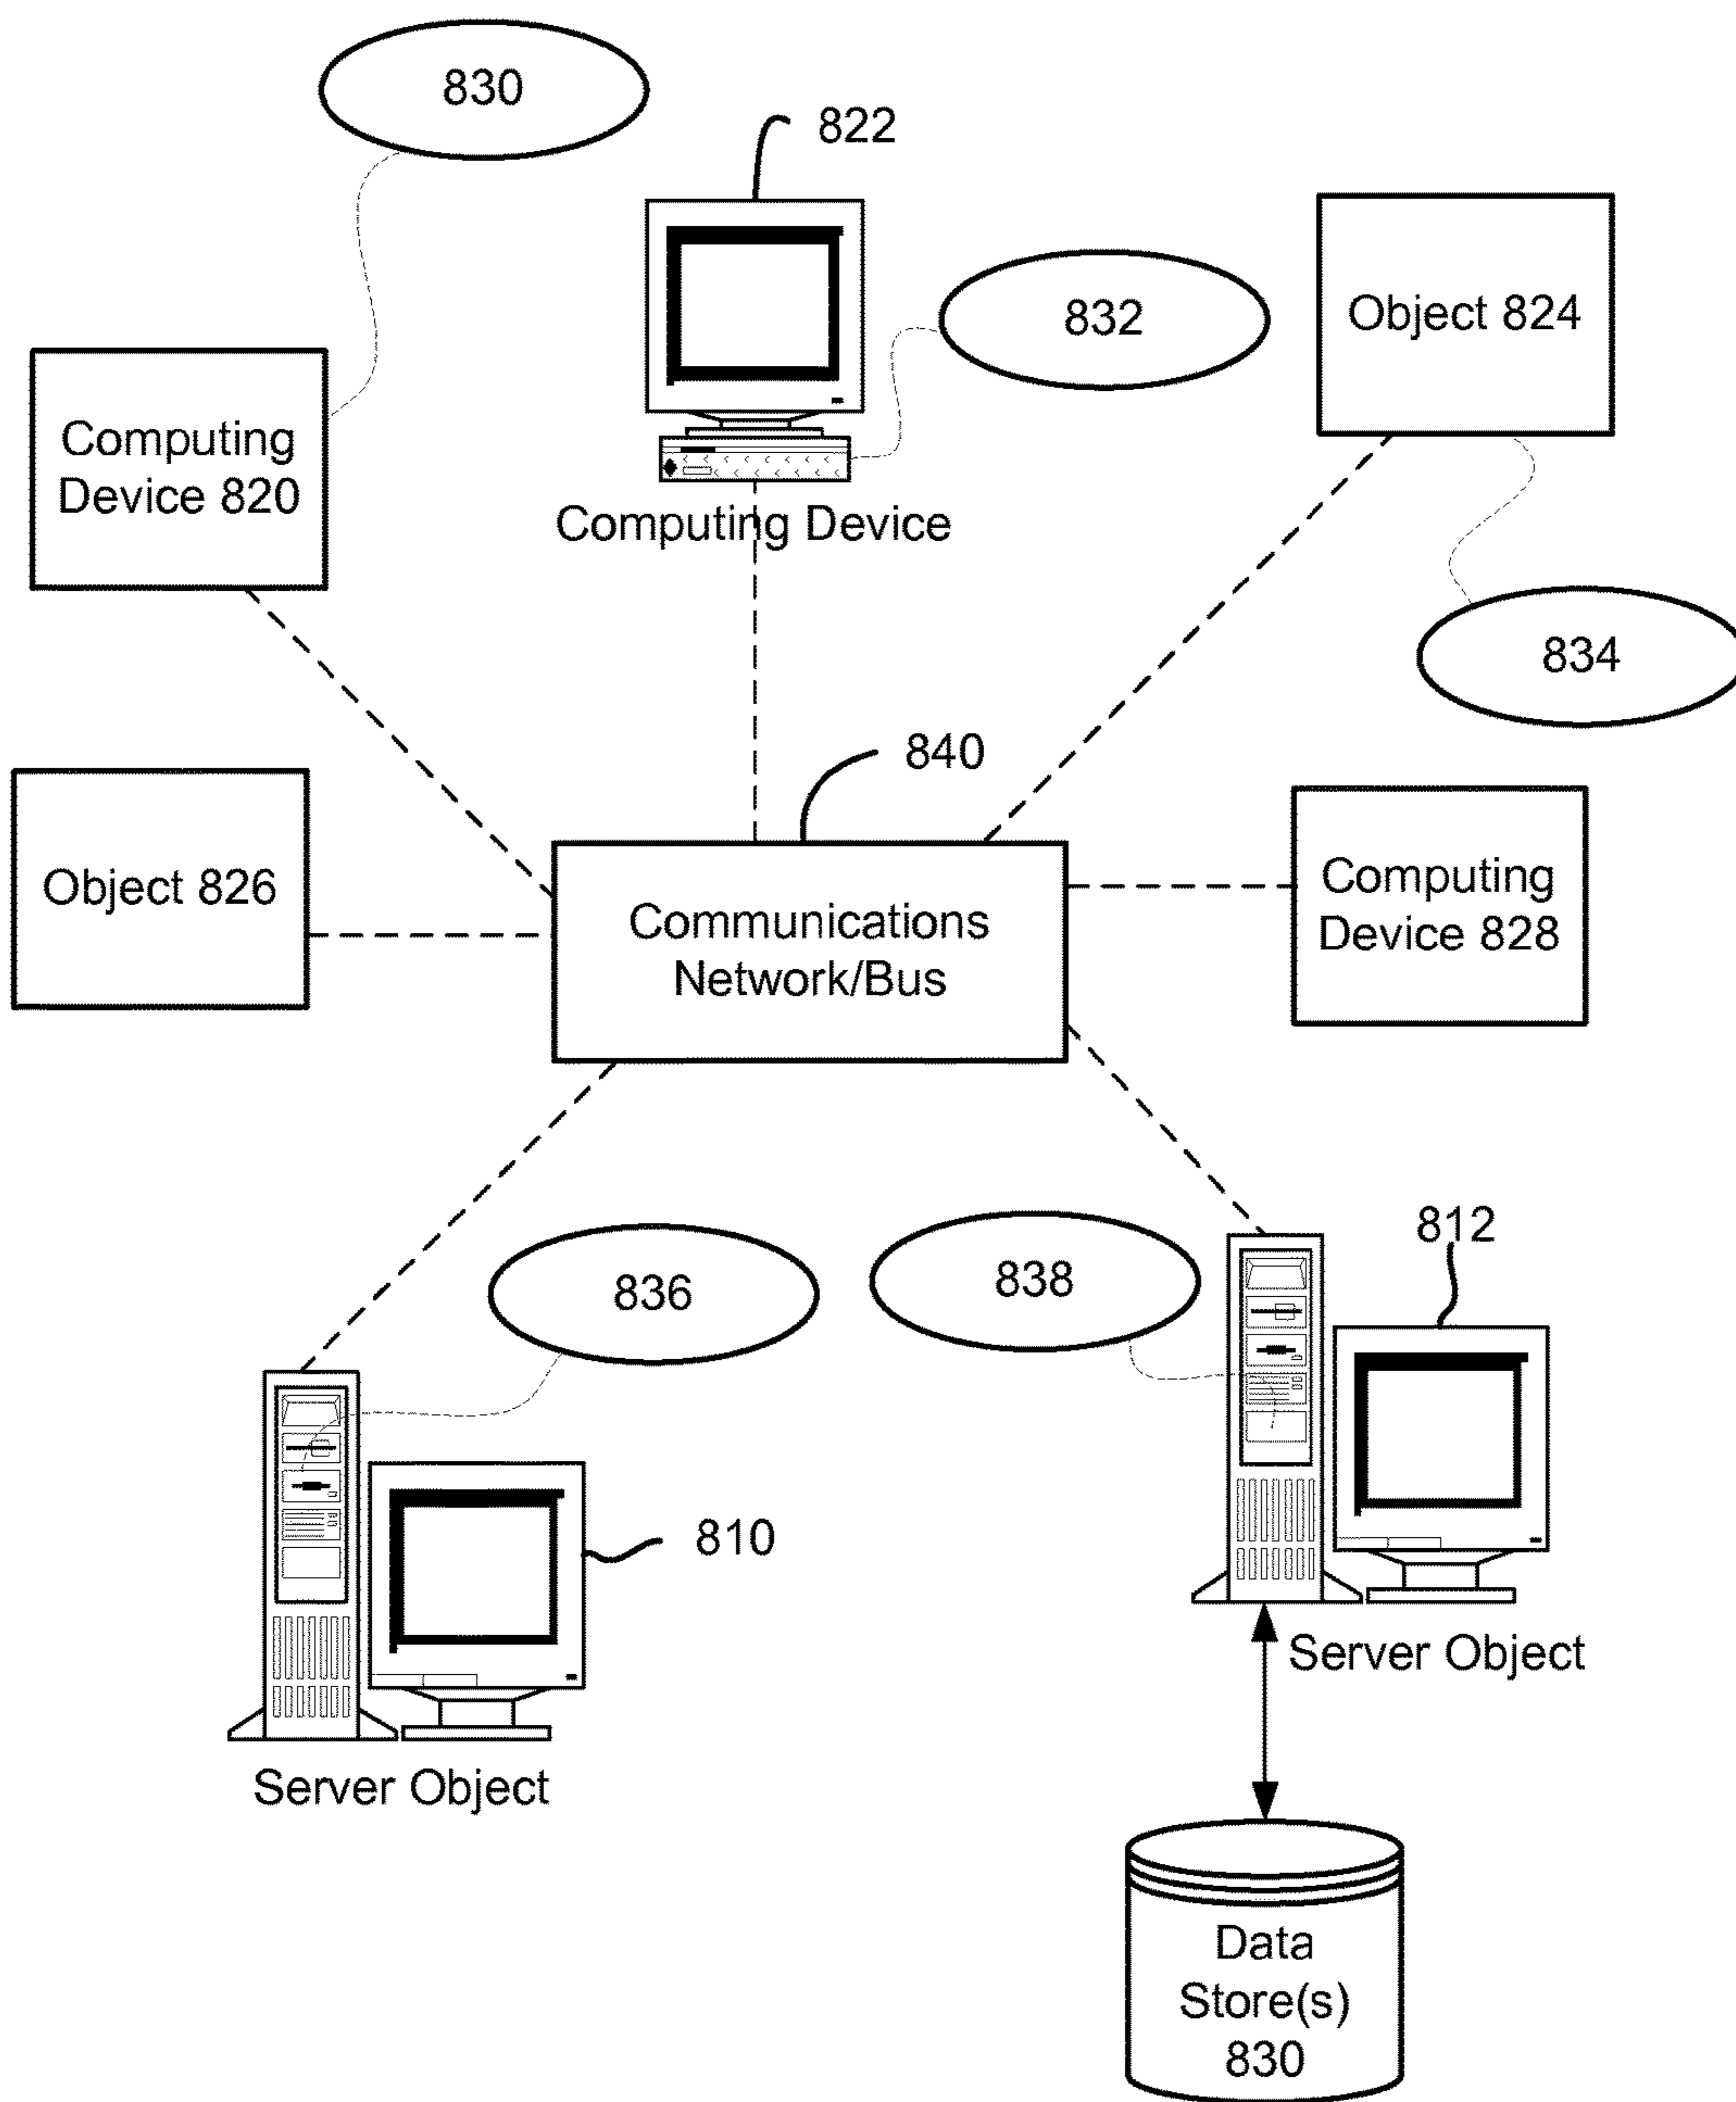 830
822
832
Object 824
Computing
Device 820
Computing Device
834
840
Object 826
Computing
Device 828
Communications
Network/Bus
836
838
812
810
Server Object
Server Object
Data
Store(s)
830